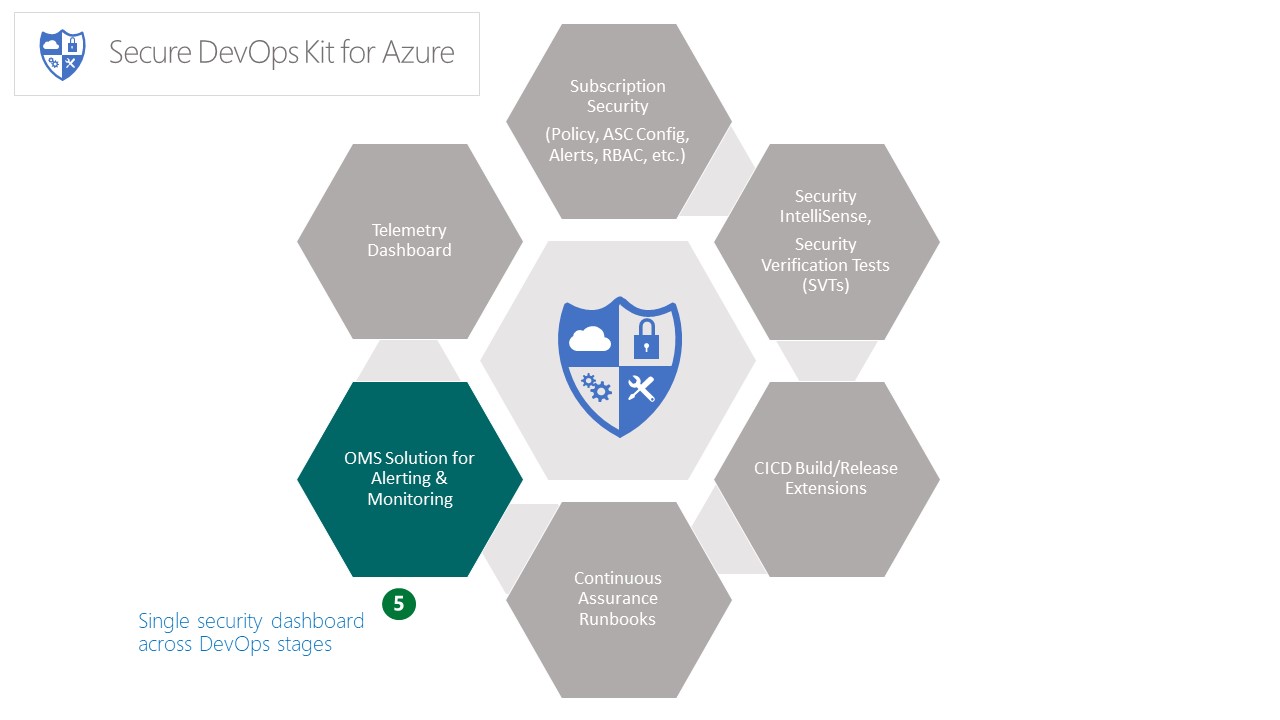 Secure DevOps Kit for Azure
Subscription
Security
(Policy, ASC Config,
Alerts, RBAC, etc.)
Security
IntelliSense,
Security
Verification Tests
(SVTs)
Telemetry
Dashboard
OMS Solution for
Alerting &
Monitoring
CICD Build/Release
Extensions
Continuous
Assurance
Runbooks
5
Single security dashboard
across DevOps stages